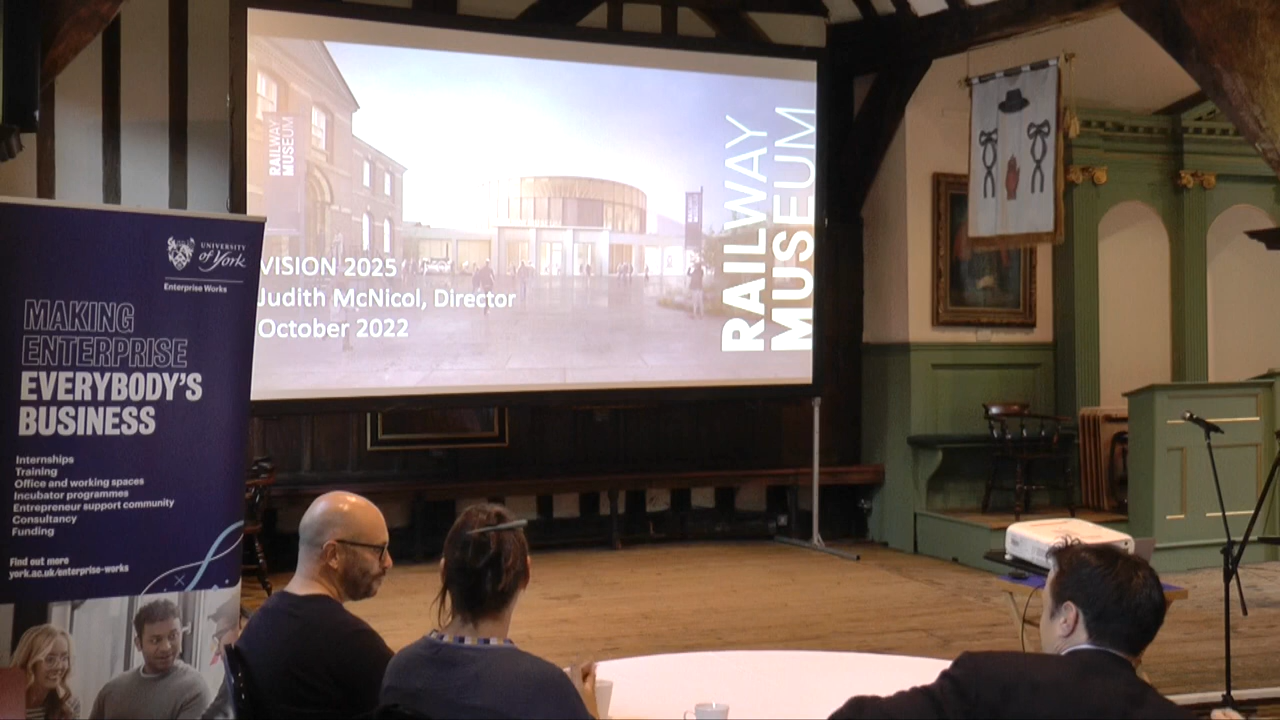 UNIVERSITY
of York
Enterprise Works
MAKING
ENTERPRISE
EVERYBODY'S
BUSINESS
Internships
Training
Office and working spaces
Incubator programmes
Entrepreneur support community
Consultancy
Funding
Find out more
york.ac.uk/enterprise-works
RAILWAY
MUSEUM
VISION 2025
Judith McNicol, Director
October 2022
RAILWAY
MUSEUM